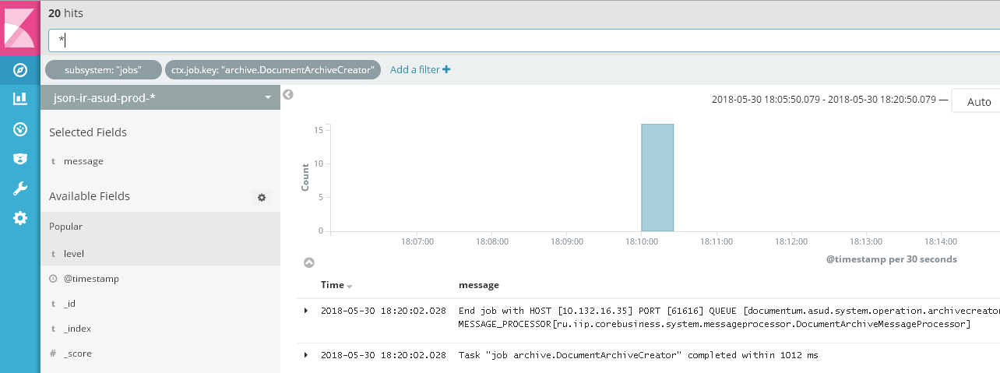 20 hits
*
subsystem: "jobs" ctx.job.key: "archive.DocumentArchiveCreator" Add a filter +
json-ir-asud-prod-*
2018-05-30 18:05:50.079 - 2018-05-30 18:20:50.079 — Auto
Selected Fields
t message
Available Fields
Popular
t level
@timestamp
t _id
t _index
# _score
Count
15
10
5
0
18:07:00 18:08:00 18:09:00 18:10:00 18:11:00 18:12:00 18:13:00 18:14:00
@timestamp per 30 seconds
Time message
2018-05-30 18:20:02.028 End job with HOST [10.132.16.35] PORT [61616] QUEUE [documentum.asud.system.operation.archivecreator
MESSAGE_PROCESSOR[ru.iip.corebusiness.system.messageprocessor.DocumentArchiveMessageProcessor]
2018-05-30 18:20:02.028 Task "job archive.DocumentArchiveCreator" completed within 1012 ms